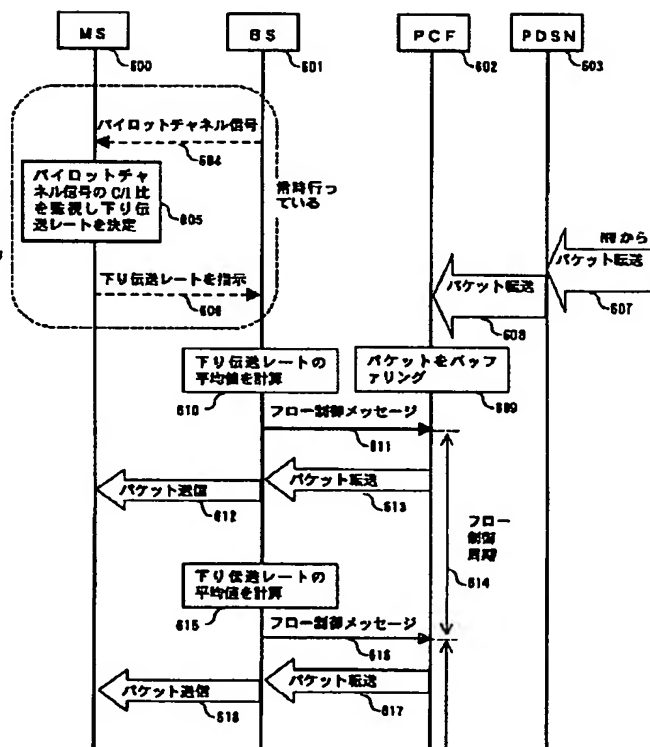 MS
BS
PCF
PDSN
600
601
602
603
パイロットチャネル信号
604
パイロットチャ
ネル信号の C/I 比
を監視し下り伝
送レートを決定
605
常時行っ
ている
下り伝送レートを指示
606
から
パケット転送
607
パケット転送
608
下り伝送レートの
平均値を計算
610
パケットをバッフ
ァリング
609
フロー制御メッセージ
611
パケット転送
613
パケット送信
612
フロー
制御
周期
614
下り伝送レートの
平均値を計算
615
フロー制御メッセージ
616
パケット転送
617
パケット送信
618